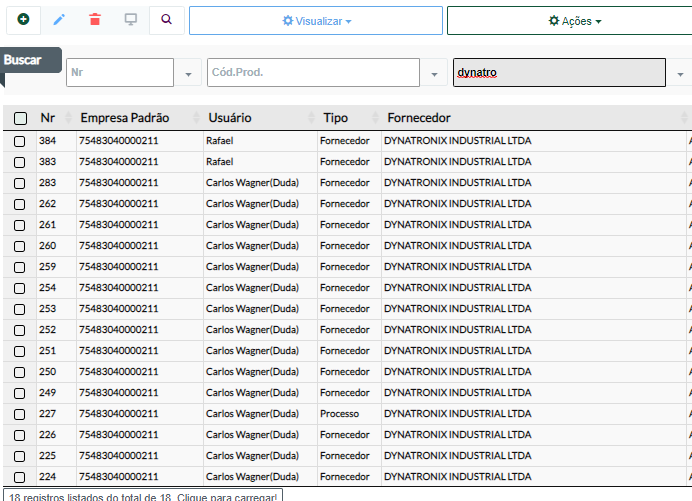 Visualizar
Ações
Buscar
Nr
Cód.Prod.
dynatro
Nr Empresa Padrão Usuário Tipo Fornecedor
384 75483040000211 Rafael Fornecedor DYNATRONIX INDUSTRIAL LTDA
383 75483040000211 Rafael Fornecedor DYNATRONIX INDUSTRIAL LTDA
283 75483040000211 Carlos Wagner(Duda) Fornecedor DYNATRONIX INDUSTRIAL LTDA
262 75483040000211 Carlos Wagner(Duda) Fornecedor DYNATRONIX INDUSTRIAL LTDA
261 75483040000211 Carlos Wagner(Duda) Fornecedor DYNATRONIX INDUSTRIAL LTDA
260 75483040000211 Carlos Wagner(Duda) Fornecedor DYNATRONIX INDUSTRIAL LTDA
259 75483040000211 Carlos Wagner(Duda) Fornecedor DYNATRONIX INDUSTRIAL LTDA
254 75483040000211 Carlos Wagner(Duda) Fornecedor DYNATRONIX INDUSTRIAL LTDA
253 75483040000211 Carlos Wagner(Duda) Fornecedor DYNATRONIX INDUSTRIAL LTDA
252 75483040000211 Carlos Wagner(Duda) Fornecedor DYNATRONIX INDUSTRIAL LTDA
251 75483040000211 Carlos Wagner(Duda) Fornecedor DYNATRONIX INDUSTRIAL LTDA
250 75483040000211 Carlos Wagner(Duda) Fornecedor DYNATRONIX INDUSTRIAL LTDA
249 75483040000211 Carlos Wagner(Duda) Fornecedor DYNATRONIX INDUSTRIAL LTDA
227 75483040000211 Carlos Wagner(Duda) Processo DYNATRONIX INDUSTRIAL LTDA
226 75483040000211 Carlos Wagner(Duda) Fornecedor DYNATRONIX INDUSTRIAL LTDA
225 75483040000211 Carlos Wagner(Duda) Fornecedor DYNATRONIX INDUSTRIAL LTDA
224 75483040000211 Carlos Wagner(Duda) Fornecedor DYNATRONIX INDUSTRIAL LTDA
18 registros listados do total de 18. Clique para carregar!